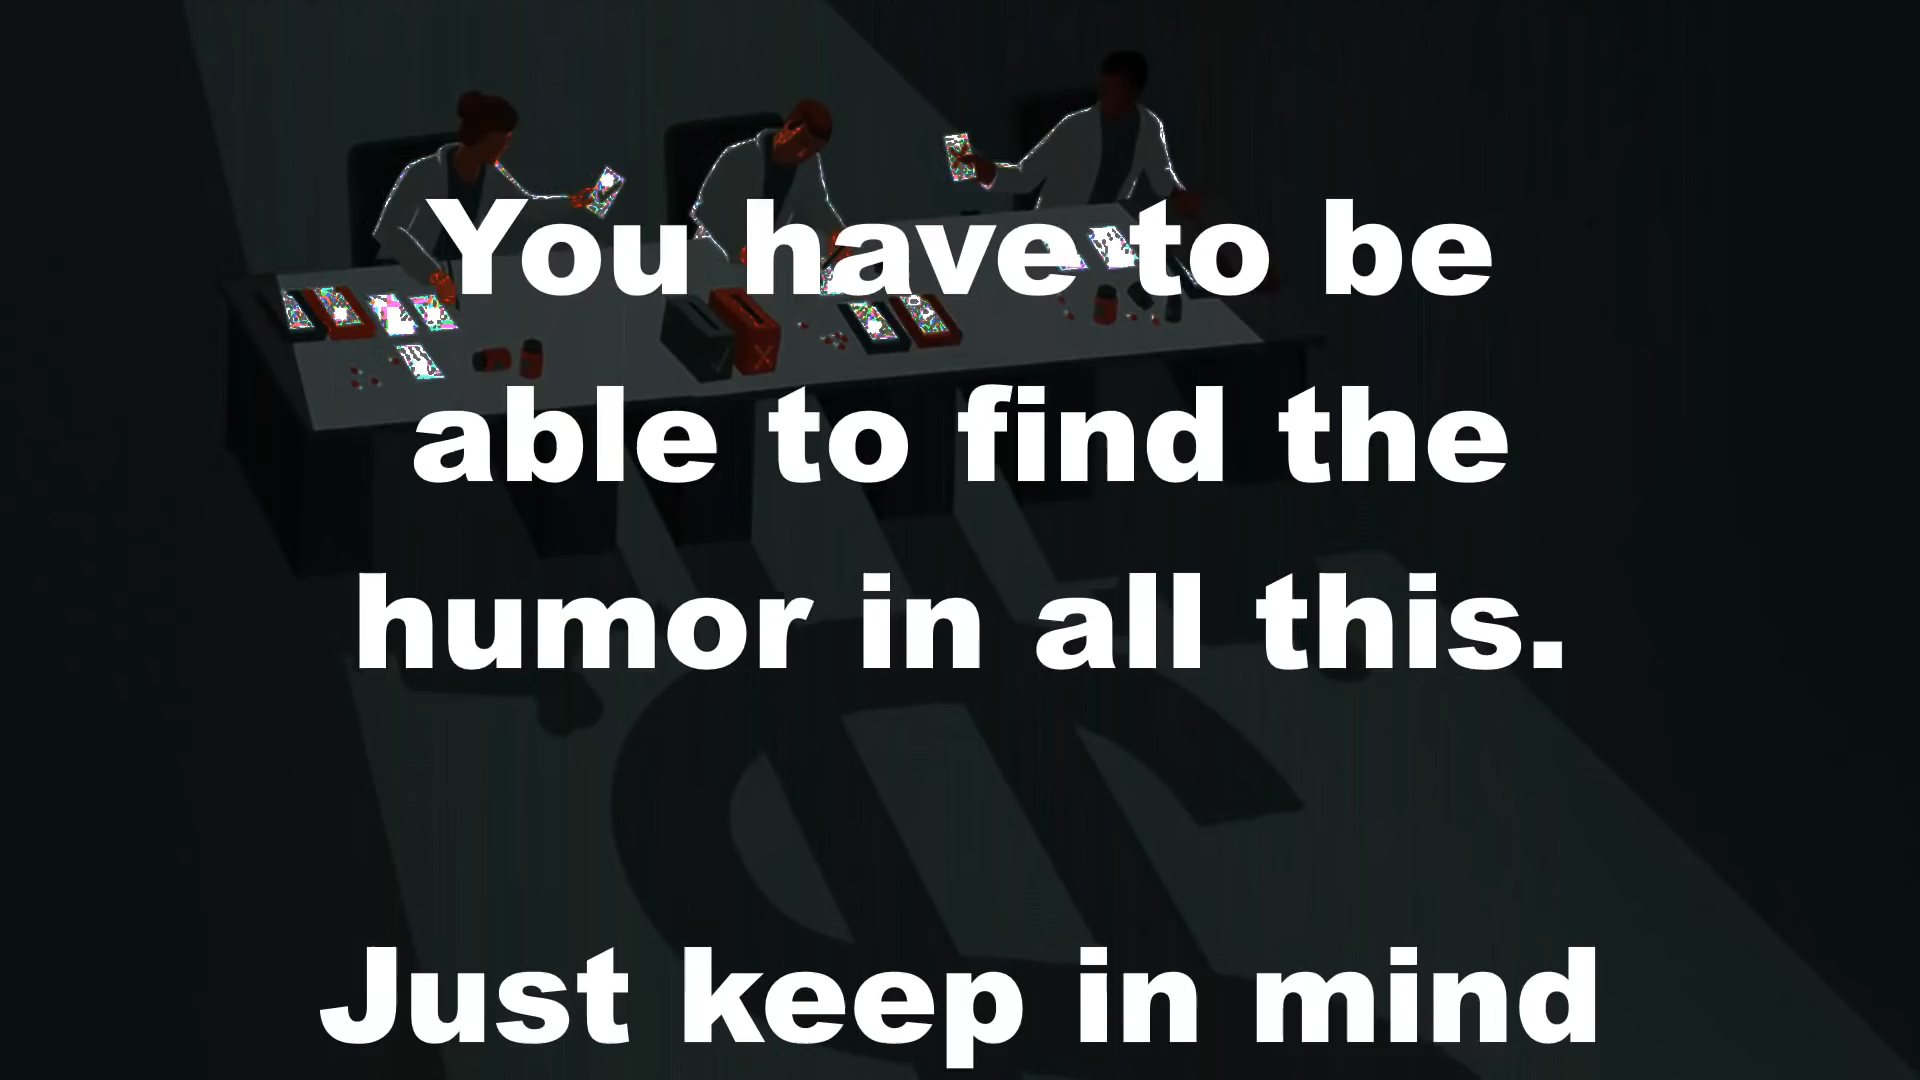 You have to be
able to find the
humor in all this.
Just keep in mind